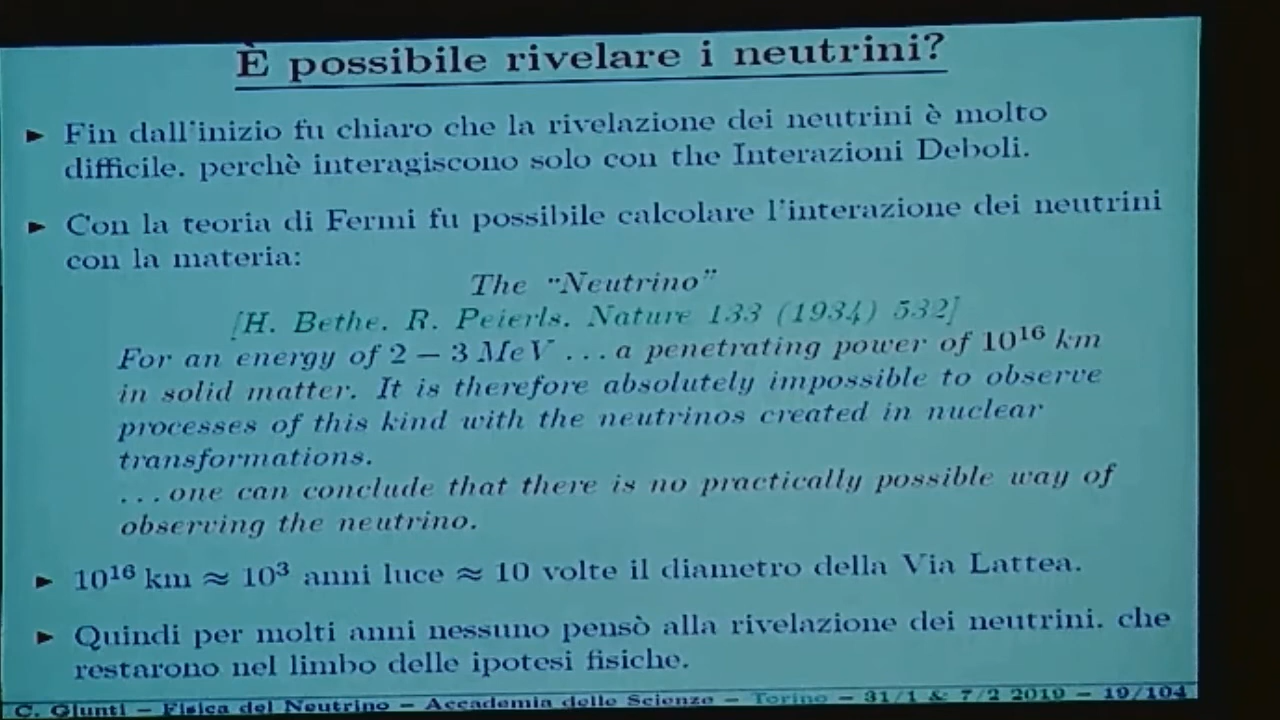 È possibile rivelare i neutrini?
► Fin dall'inizio fu chiaro che la rivelazione dei neutrini è molto
difficile, perchè interagiscono solo con the Interazioni Deboli.
► Con la teoria di Fermi fu possibile calcolare l'interazione dei neutrini
con la materia:
The “Neutrino”
[H. Bethe, R. Peierls, Nature 133 (1934) 532]
For an energy of 2 − 3 MeV ... a penetrating power of 10¹⁶ km
in solid matter. It is therefore absolutely impossible to observe
processes of this kind with the neutrinos created in nuclear
transformations.
... one can conclude that there is no practically possible way of
observing the neutrino.
► 10¹⁶ km ≈ 10³ anni luce ≈ 10 volte il diametro della Via Lattea.
► Quindi per molti anni nessuno pensò alla rivelazione dei neutrini, che
restarono nel limbo delle ipotesi fisiche.
C. Giunti − Fisica del Neutrino − Accademia delle Scienze − Torino − 31/1 & 7/2 2019 − 19/104